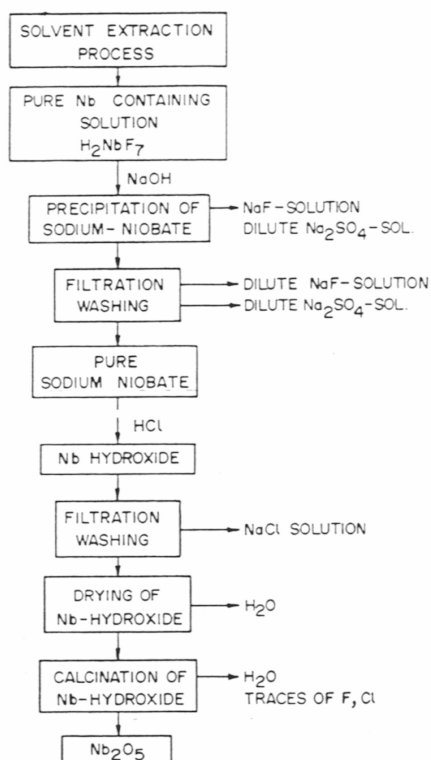 SOLVENT EXTRACTION
PROCESS
PURE Nb CONTAINING
SOLUTION
H₂NbF₇
NaOH
PRECIPITATION OF
SODIUM-NIOBATE
NaF-SOLUTION
DILUTE Na₂SO₄-SOL.
FILTRATION
WASHING
DILUTE NaF-SOLUTION
DILUTE Na₂SO₄-SOL.
PURE
SODIUM NIOBATE
HCl
Nb HYDROXIDE
FILTRATION
WASHING
NaCl SOLUTION
DRYING OF
Nb-HYDROXIDE
H₂O
CALCINATION OF
Nb-HYDROXIDE
H₂O
TRACES OF F, Cl
Nb₂O₅